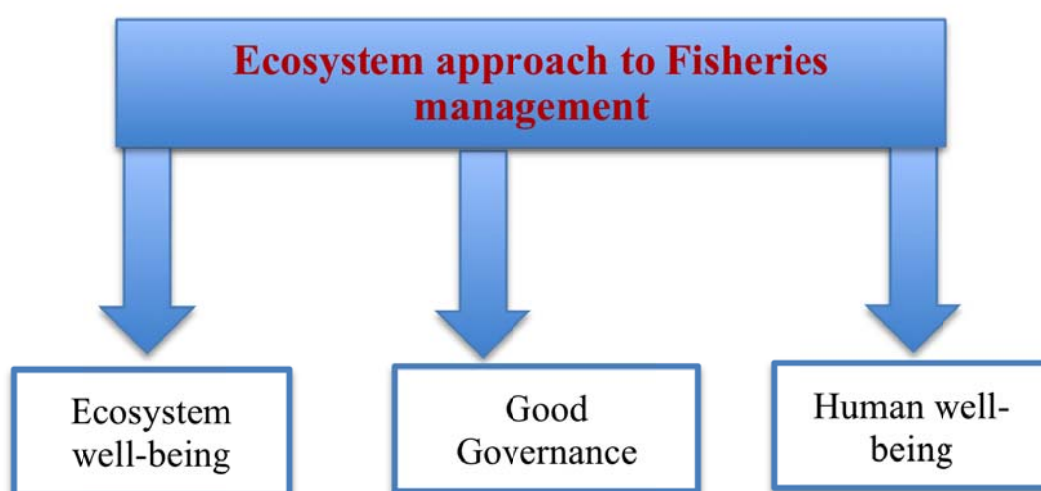 Ecosystem approach to Fisheries
management
Ecosystem
well-being
Good
Governance
Human well-
being